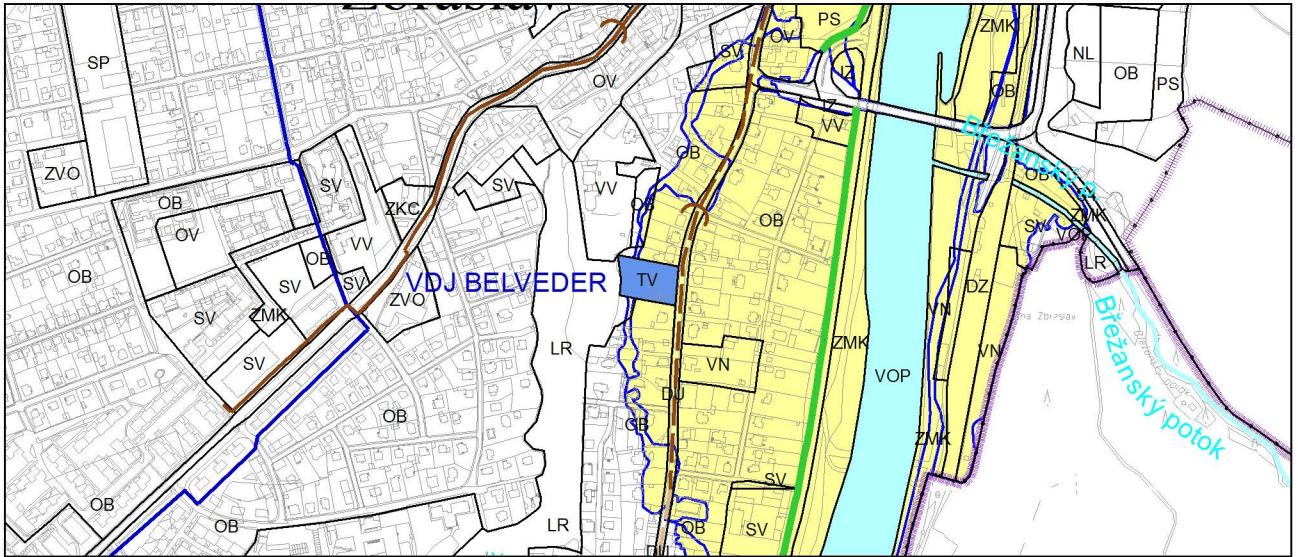 PS
ZMK
OV
SV
SP
OV
IZ
NL
OB
PS
OB
IZ
VV
Břežanský p.
OB
ZVO
SV
SV
VV
OB
OB
ZMK
OB
ZKC
OB
OB
SV
VOP
OV
VV
LR
OB
OB
SV
SV
ZVO
VDJ BELVEDER
TV
DZ
SV
ZMK
VN
Břežanský potok
LR
ZMK
VOP
VN
VN
SV
DU
OB
OB
ZMK
SV
OB
OB
LR
OB
SV
DU